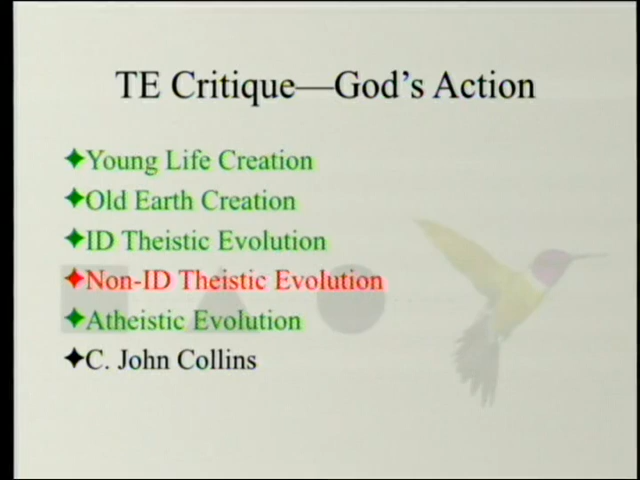 TE Critique—God's Action
Young Life Creation
Old Earth Creation
ID Theistic Evolution
Non-ID Theistic Evolution
Atheistic Evolution
C. John Collins